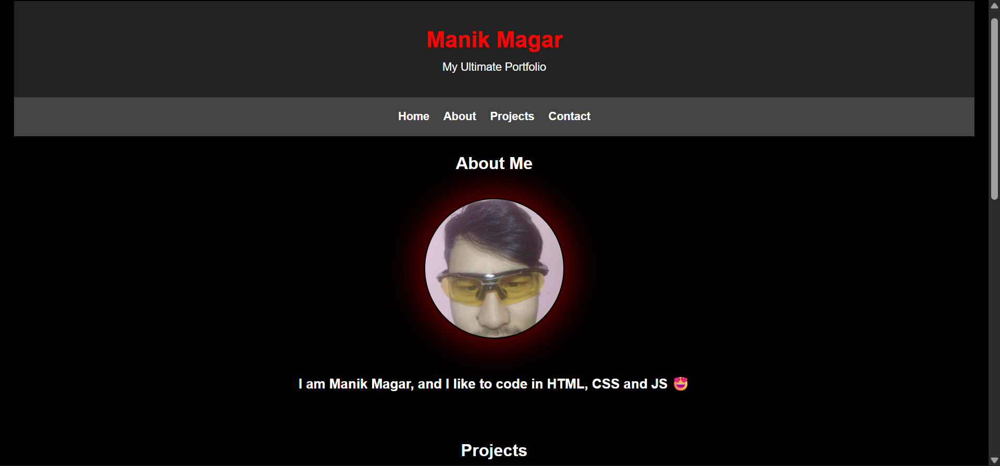 Manik Magar
My Ultimate Portfolio
Home About Projects Contact
About Me
I am Manik Magar, and I like to code in HTML, CSS and JS 😍
Projects